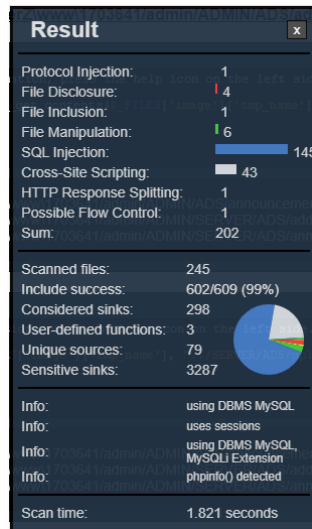 Result
x
Protocol Injection: 1
File Disclosure: 4
File Inclusion: 1
File Manipulation: 6
SQL Injection: 145
Cross-Site Scripting: 43
HTTP Response Splitting: 1
Possible Flow Control: 1
Sum: 202
Scanned files: 245
Include success: 602/609 (99%)
Considered sinks: 298
User-defined functions: 3
Unique sources: 79
Sensitive sinks: 3287
Info: using DBMS MySQL
Info: uses sessions
Info: using DBMS MySQL,
MySQLi Extension
Info: phpinfo() detected
Scan time: 1.821 seconds